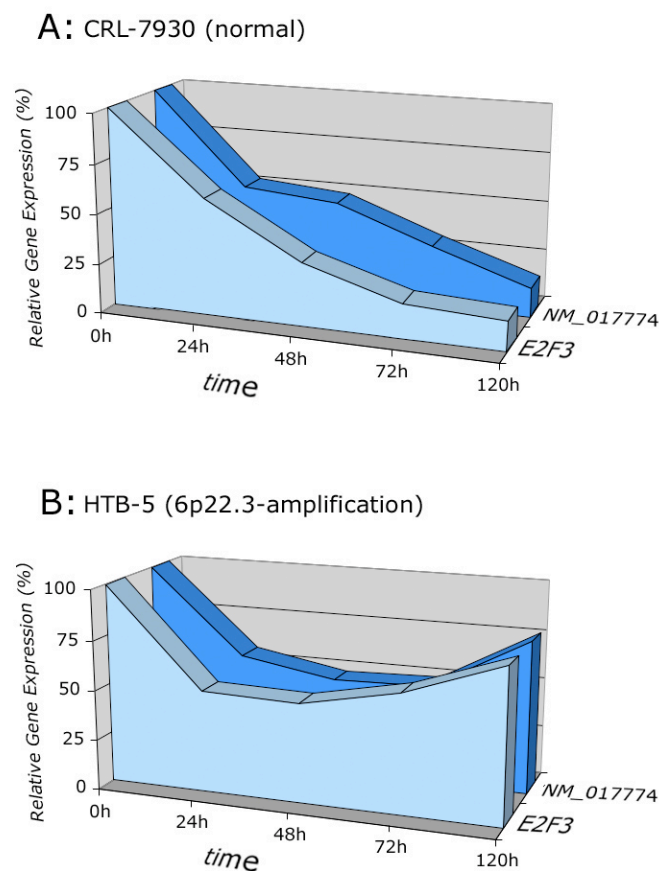 A: CRL-7930 (normal)
Relative Gene Expression (%)
100
75
50
25
0
0h
24h
48h
72h
120h
time
NM_017774
E2F3
B: HTB-5 (6p22.3-amplification)
Relative Gene Expression (%)
100
75
50
25
0
0h
24h
48h
72h
120h
time
NM_017774
E2F3